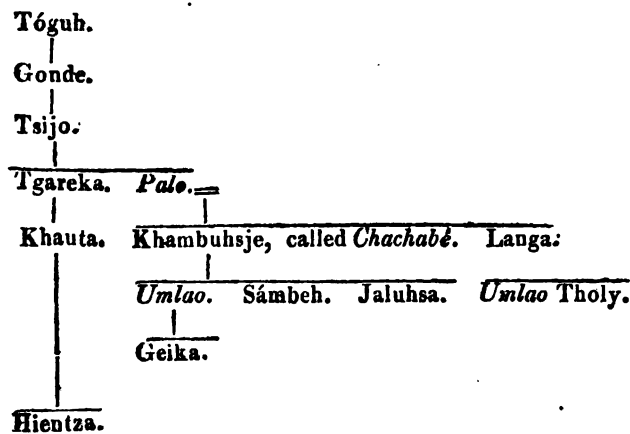 Tóguh.
Gonde.
Tsijo.
Tgareka. Palo.
Khauta. Khambuhsje, called Chachabé. Langa.
Umlao. Sámbeh. Jaluhsa. Umlao Tholy.
Geika.
Hientza.